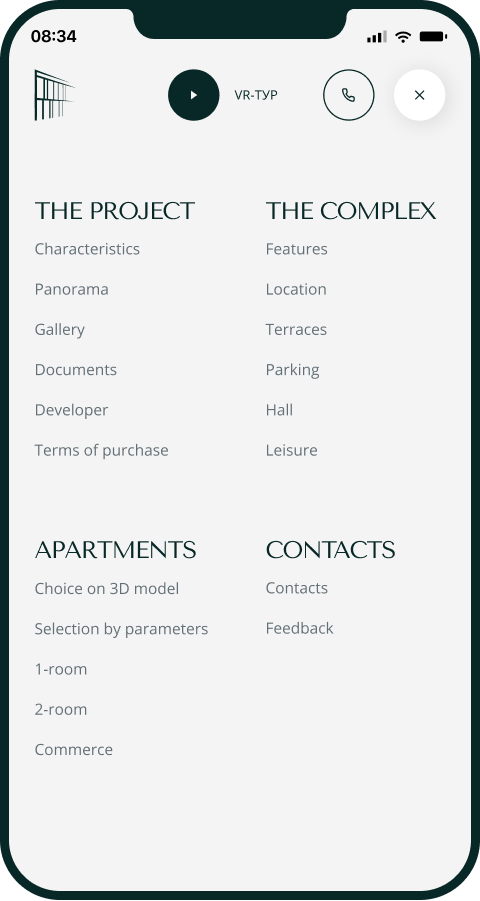 08:34
VR-ТУР
THE PROJECT
Characteristics
Panorama
Gallery
Documents
Developer
Terms of purchase
THE COMPLEX
Features
Location
Terraces
Parking
Hall
Leisure
APARTMENTS
Choice on 3D model
Selection by parameters
1-room
2-room
Commerce
CONTACTS
Contacts
Feedback